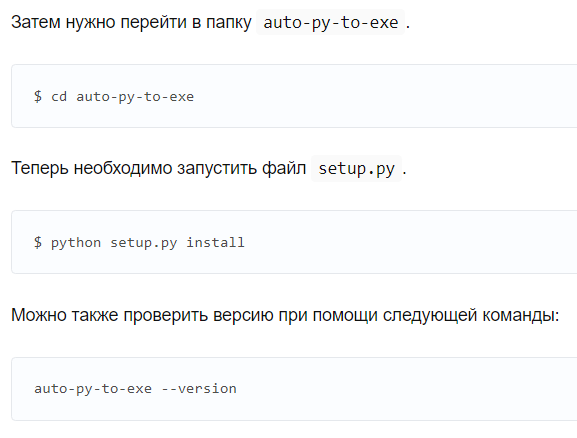 Затем нужно перейти в папку auto-py-to-exe.
$ cd auto-py-to-exe
Теперь необходимо запустить файл setup.py.
$ python setup.py install
Можно также проверить версию при помощи следующей команды:
auto-py-to-exe --version